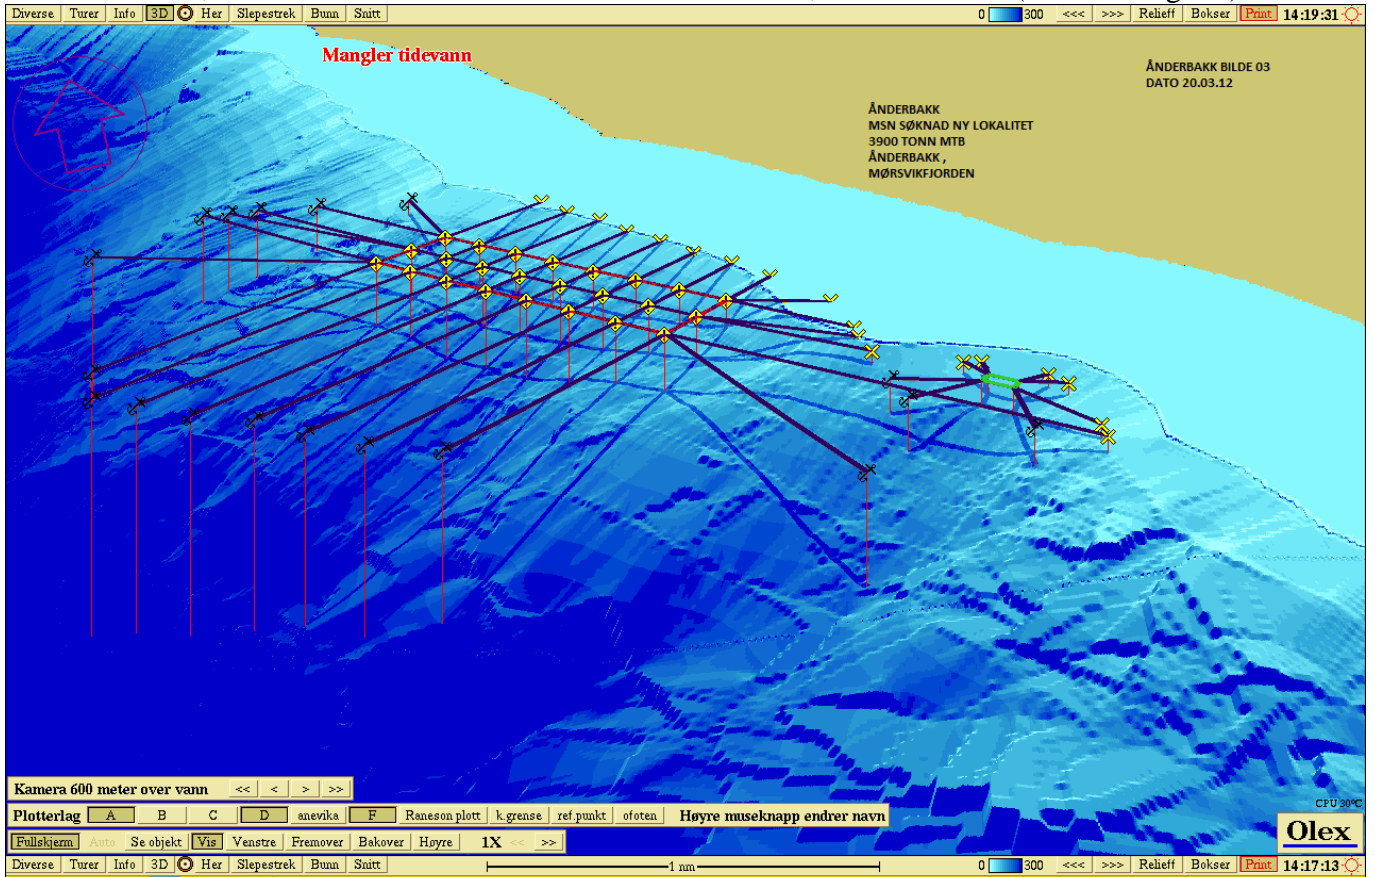 Diverse Turer Info 3D Her Slepestrek Bunn Snitt 0 300 <<< >>> Relieff Bokser Print 14:19:31
Mangler tidevann
ÅNDERBAKK BILDE 03
DATO 20.03.12
ÅNDERBAKK
MSN SØKNAD NY LOKALITET
3900 TONN MTB
ÅNDERBAKK ,
MØRSVIKFJORDEN
Kamera 600 meter over vann << < > >>
CPU 30°C
Plotterlag A B C D anevika F Raneson plott k.grense ref.punkt ofoten Høyre museknapp endrer navn
Olex
Fullskjerm Auto Se objekt Vis Venstre Fremover Bakover Høyre 1X << >>
Diverse Turer Info 3D Her Slepestrek Bunn Snitt 1 nm 0 300 <<< >>> Relieff Bokser Print 14:17:13